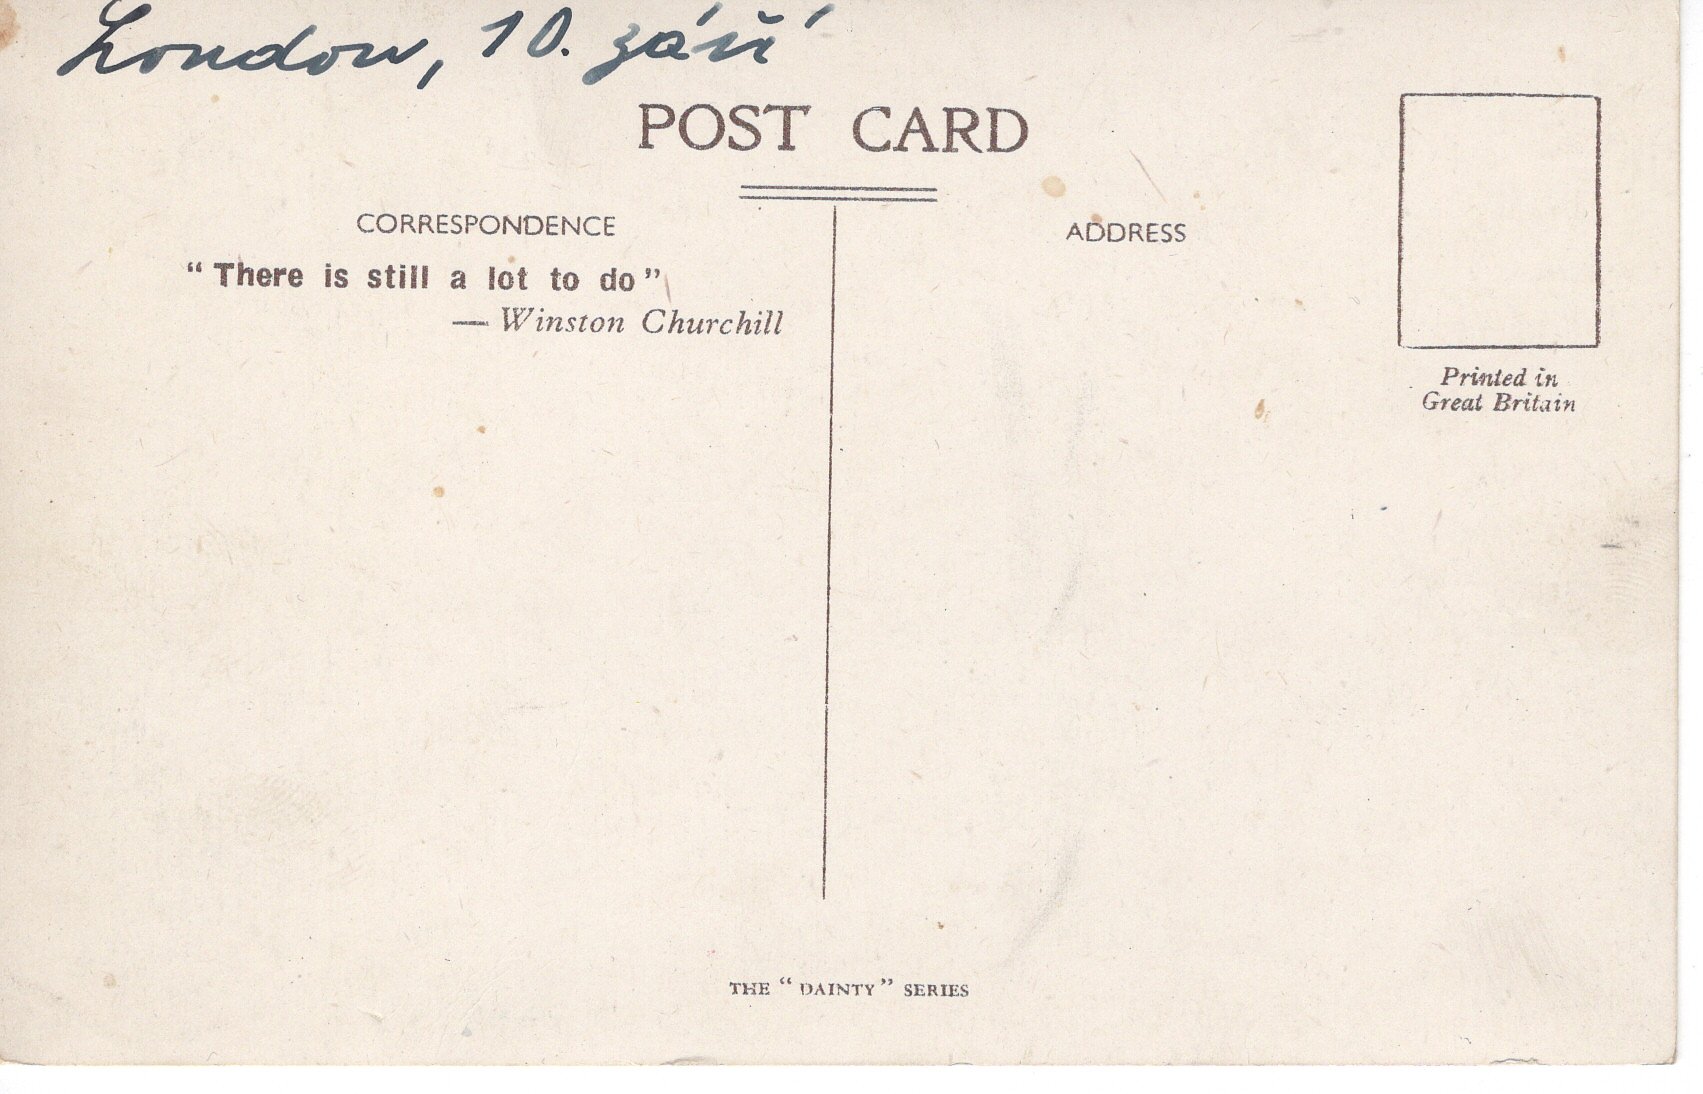 London, 10. září
POST CARD
CORRESPONDENCE
ADDRESS
“There is still a lot to do”
— Winston Churchill
Printed in
Great Britain
THE “DAINTY” SERIES